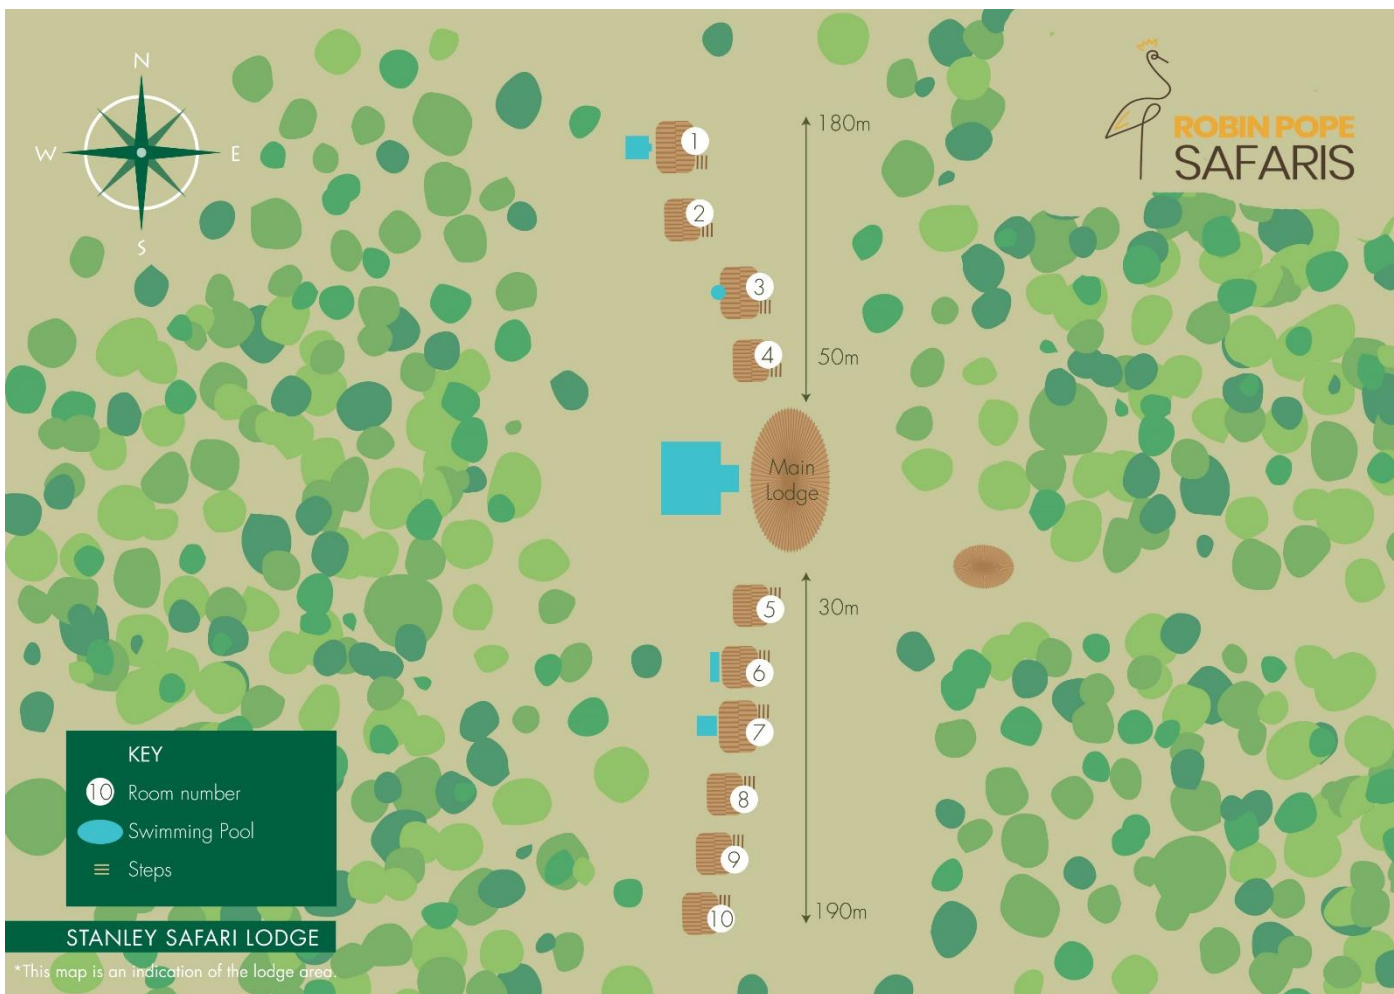 N
W
E
S
ROBIN POPE
SAFARIS
180m
1
2
3
50m
4
Main
Lodge
5
30m
6
7
8
9
10
190m
KEY
10 Room number
Swimming Pool
Steps
STANLEY SAFARI LODGE
*This map is an indication of the lodge area.